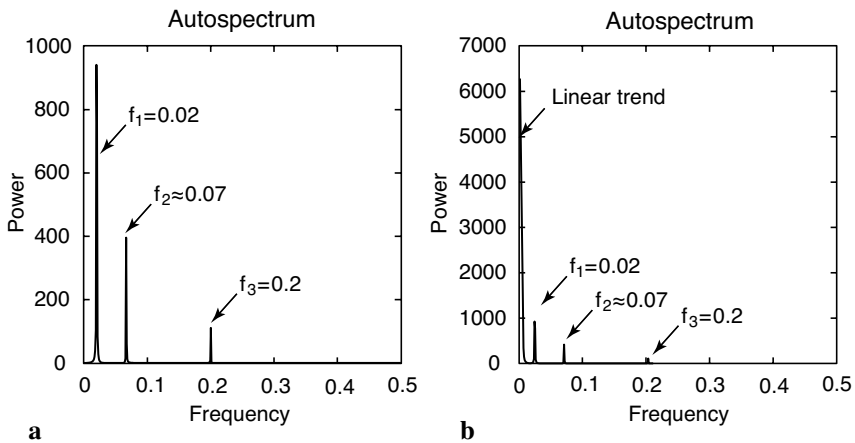 Autospectrum
1000
800
600
400
200
0
Power
f₁=0.02
f₂≈0.07
f₃=0.2
0 0.1 0.2 0.3 0.4 0.5
Frequency
a
Autospectrum
7000
6000
5000
4000
3000
2000
1000
0
Power
Linear trend
f₁=0.02
f₂≈0.07
f₃=0.2
0 0.1 0.2 0.3 0.4 0.5
Frequency
b